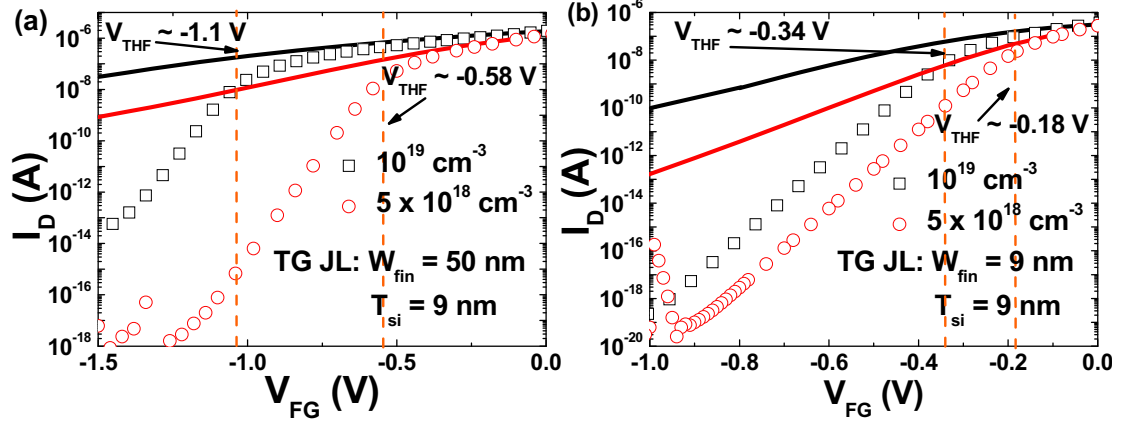 (a)
I_D (A)
10^-6
10^-8
10^-10
10^-12
10^-14
10^-16
10^-18
V_THF ~ -1.1 V
V_THF ~ -0.58 V
10^19 cm^-3
5 x 10^18 cm^-3
TG JL: W_fin = 50 nm
T_si = 9 nm
-1.5 -1.0 -0.5 0.0
V_FG (V)
(b)
I_D (A)
10^-6
10^-8
10^-10
10^-12
10^-14
10^-16
10^-18
10^-20
V_THF ~ -0.34 V
V_THF ~ -0.18 V
10^19 cm^-3
5 x 10^18 cm^-3
TG JL: W_fin = 9 nm
T_si = 9 nm
-1.0 -0.8 -0.6 -0.4 -0.2 0.0
V_FG (V)